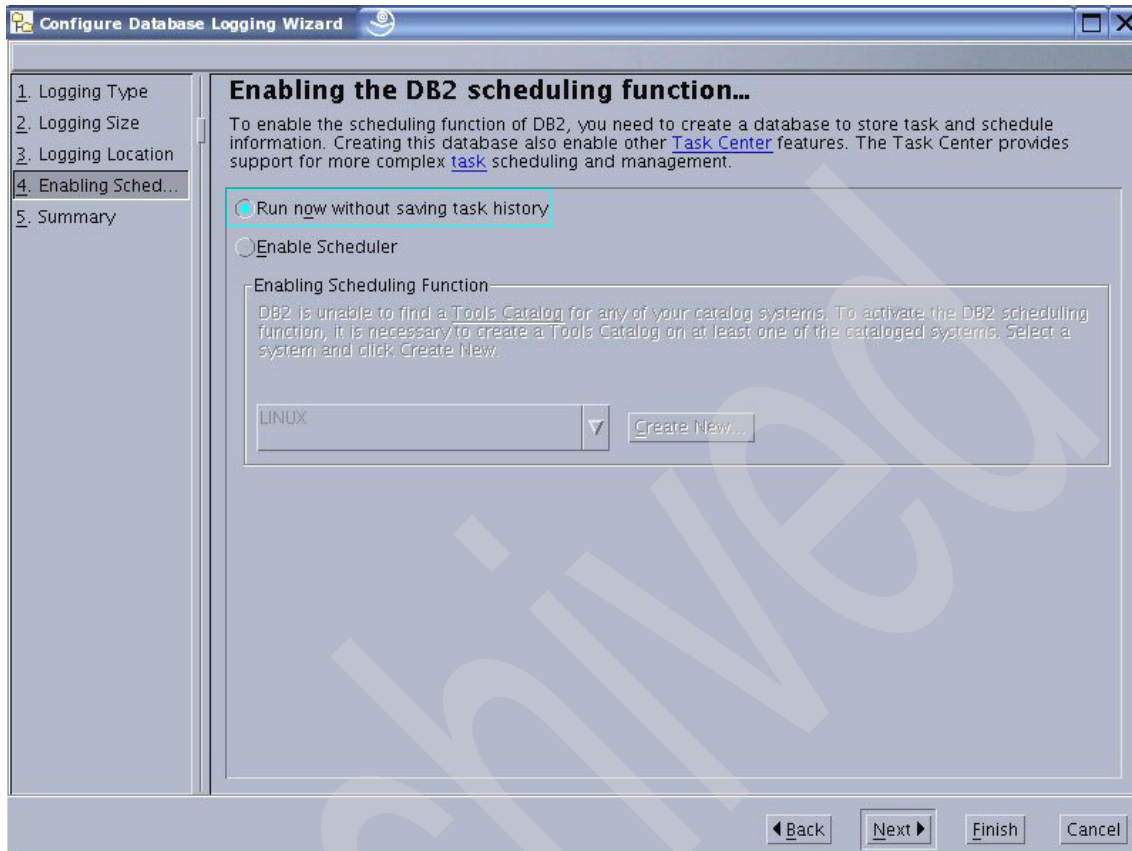 Configure Database Logging Wizard
1. Logging Type
2. Logging Size
3. Logging Location
4. Enabling Sched...
5. Summary
Enabling the DB2 scheduling function...
To enable the scheduling function of DB2, you need to create a database to store task and schedule
information. Creating this database also enable other Task Center features. The Task Center provides
support for more complex task scheduling and management.
Run now without saving task history
Enable Scheduler
Enabling Scheduling Function
DB2 is unable to find a Tools Catalog for any of your catalog systems. To activate the DB2 scheduling
function, it is necessary to create a Tools Catalog on at least one of the cataloged systems. Select a
system and click Create New.
LINUX
Create New...
Back
Next
Finish
Cancel